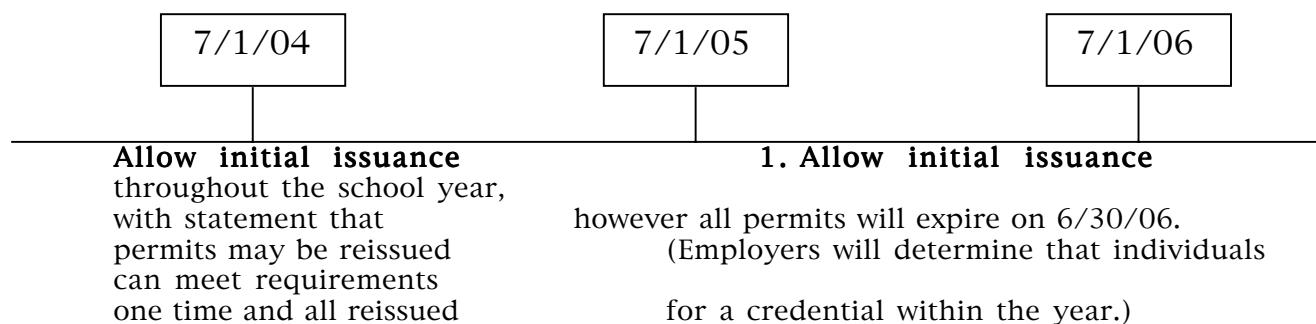 7/1/04 7/1/05 7/1/06
Allow initial issuance 1. Allow initial issuance
throughout the school year,
with statement that however all permits will expire on 6/30/06.
permits may be reissued (Employers will determine that individuals
can meet requirements
one time and all reissued for a credential within the year.)